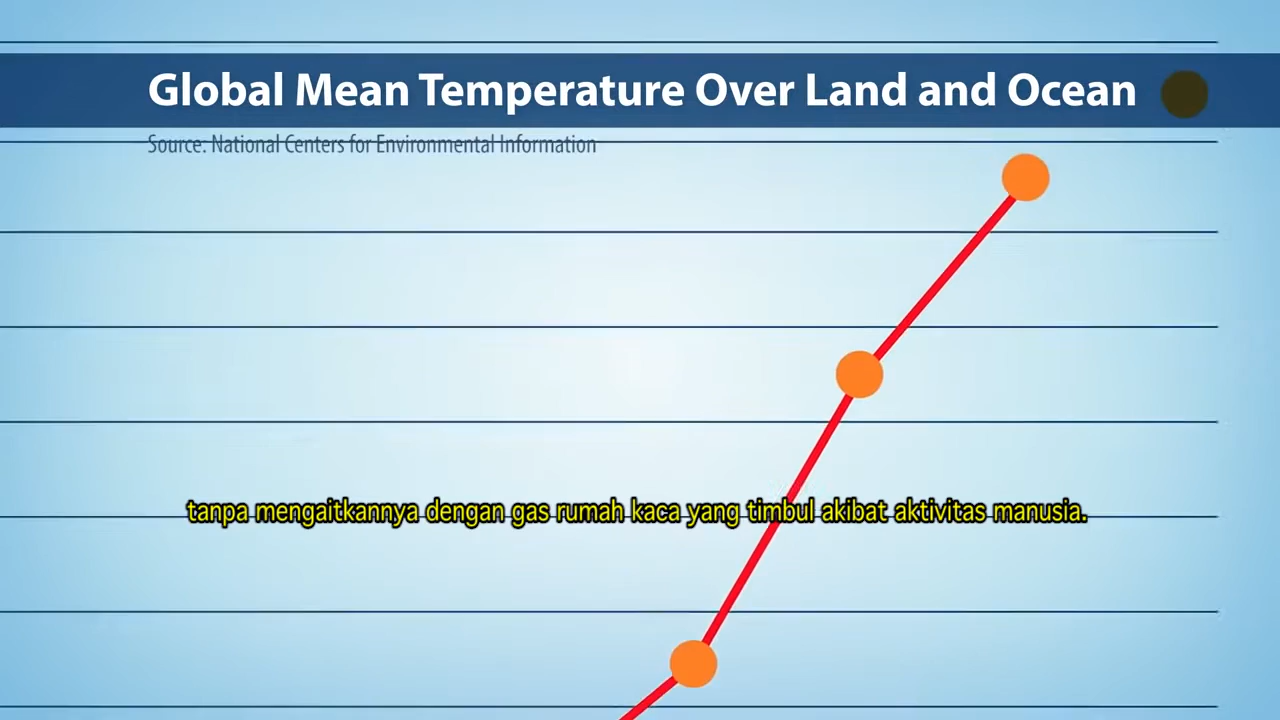 Global Mean Temperature Over Land and Ocean
Source: National Centers for Environmental Information
tanpa mengaitkannya dengan gas rumah kaca yang timbul akibat aktivitas manusia.